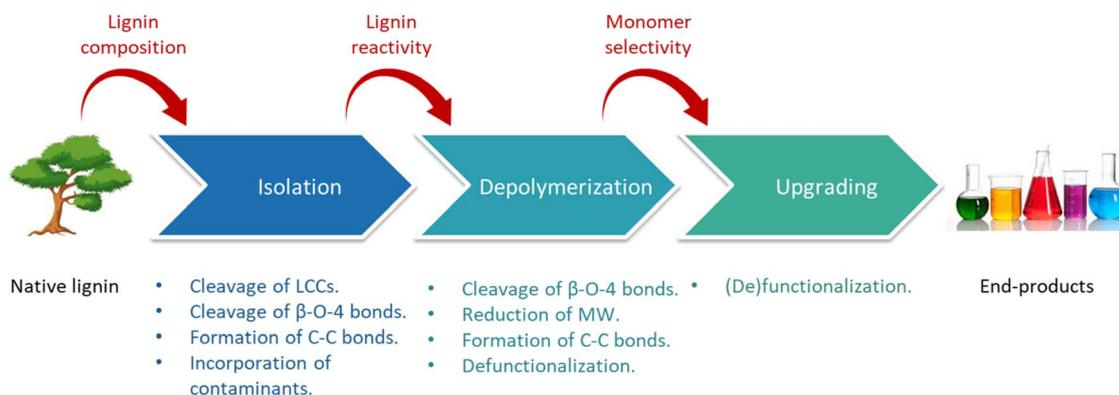 Lignin
composition
Lignin
reactivity
Monomer
selectivity
Isolation
Depolymerization
Upgrading
Native lignin
• Cleavage of LCCs.
• Cleavage of β-O-4 bonds.
• Formation of C-C bonds.
• Incorporation of
contaminants.
• Cleavage of β-O-4 bonds.
• Reduction of MW.
• Formation of C-C bonds.
• Defunctionalization.
• (De)functionalization.
End-products